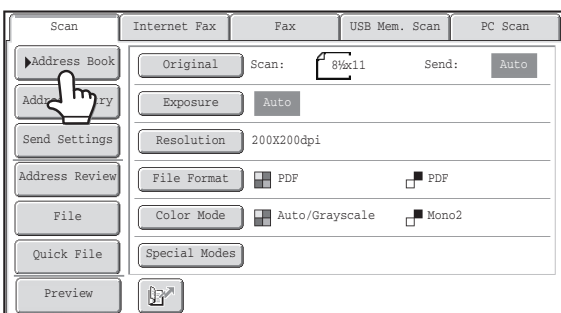 Scan Internet Fax Fax USB Mem. Scan PC Scan
Address Book
Original Scan: 8½x11 Send: Auto
Exposure Auto
Send Settings
Resolution 200X200dpi
Address Review
File Format PDF PDF
File
Color Mode Auto/Grayscale Mono2
Quick File
Special Modes
Preview